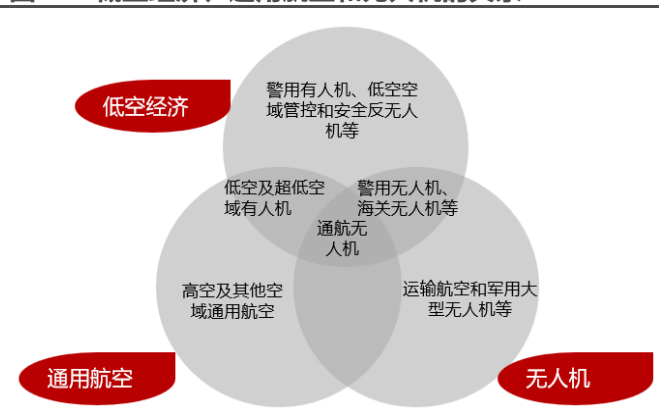 低空经济
警用有人机、低空空
域管控和安全反无人
机等
低空及超低空
域有人机
警用无人机、
海关无人机等
通航无
人机
高空及其他空
域通用航空
运输航空和军用大
型无人机等
通用航空
无人机